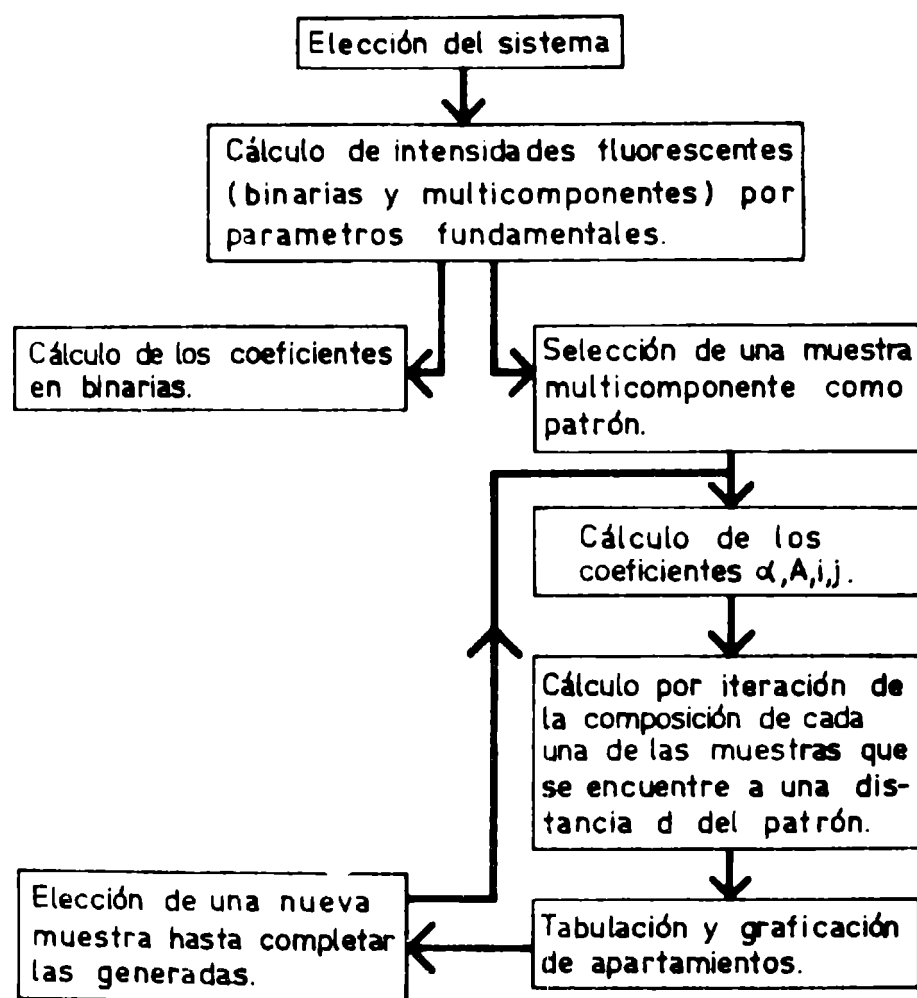 Elección del sistema
Cálculo de intensidades fluorescentes
(binarias y multicomponentes) por
parametros fundamentales.
Cálculo de los coeficientes
en binarias.
Selección de una muestra
multicomponente como
patrón.
Cálculo de los
coeficientes α,A,i,j.
Cálculo por iteración de
la composición de cada
una de las muestras que
se encuentre a una dis-
tancia d del patrón.
Elección de una nueva
muestra hasta completar
las generadas.
Tabulación y graficación
de apartamientos.